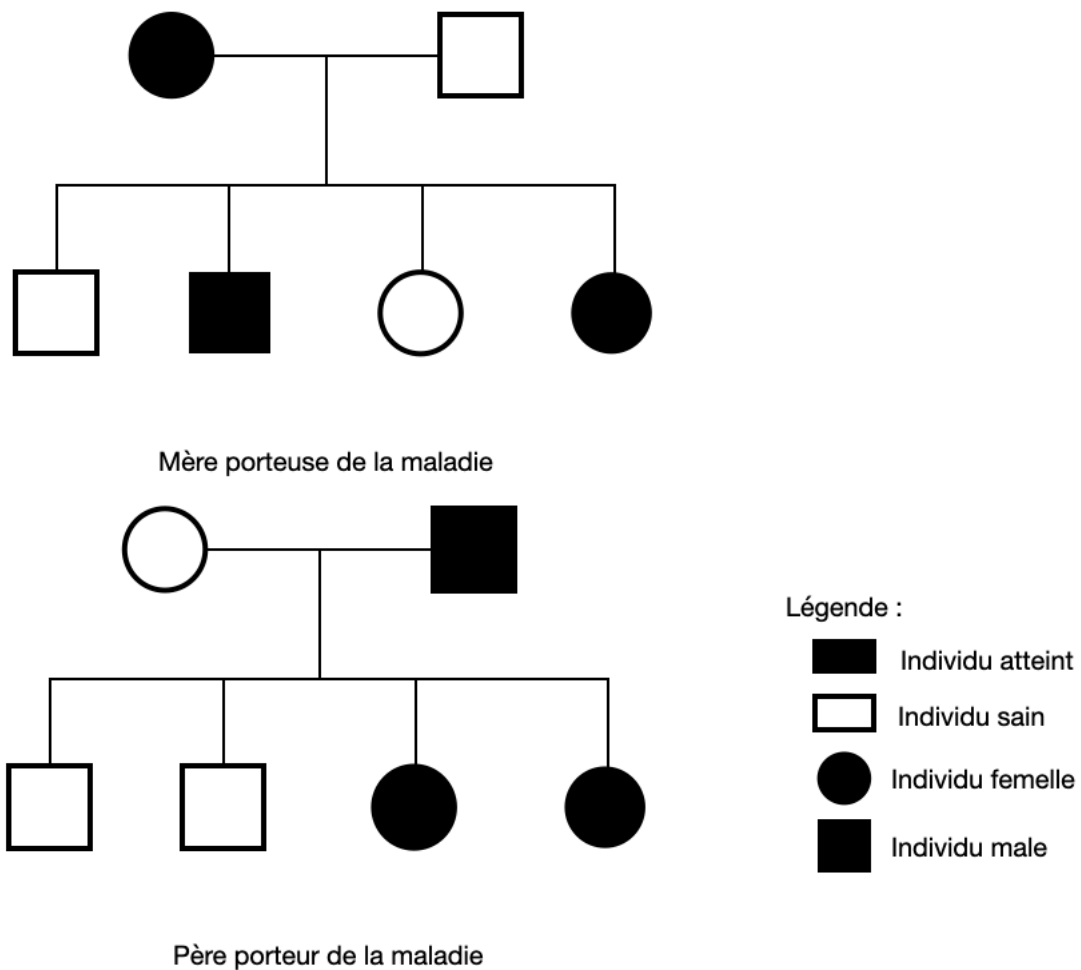 Mère porteuse de la maladie
Légende :
Individu atteint
Individu sain
Individu femelle
Individu male
Père porteur de la maladie